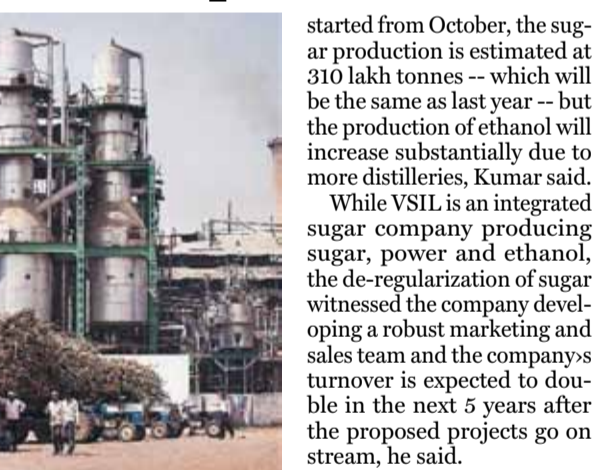 started from October, the sug-
ar production is estimated at
310 lakh tonnes -- which will
be the same as last year -- but
the production of ethanol will
increase substantially due to
more distilleries, Kumar said.
While VSIL is an integrated
sugar company producing
sugar, power and ethanol,
the de-regularization of sugar
witnessed the company devel-
oping a robust marketing and
sales team and the company›s
turnover is expected to dou-
ble in the next 5 years after
the proposed projects go on
stream, he said.